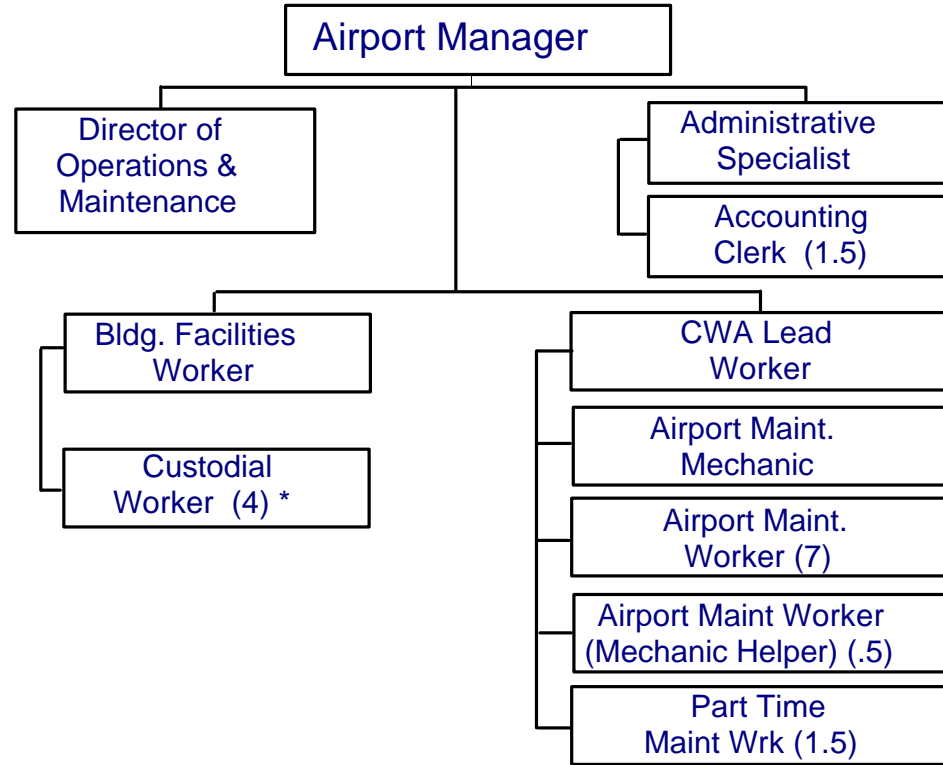 Airport Manager
Director of
Operations &
Maintenance
Administrative
Specialist
Accounting
Clerk (1.5)
Bldg. Facilities
Worker
Custodial
Worker (4) *
CWA Lead
Worker
Airport Maint.
Mechanic
Airport Maint.
Worker (7)
Airport Maint Worker
(Mechanic Helper) (.5)
Part Time
Maint Wrk (1.5)